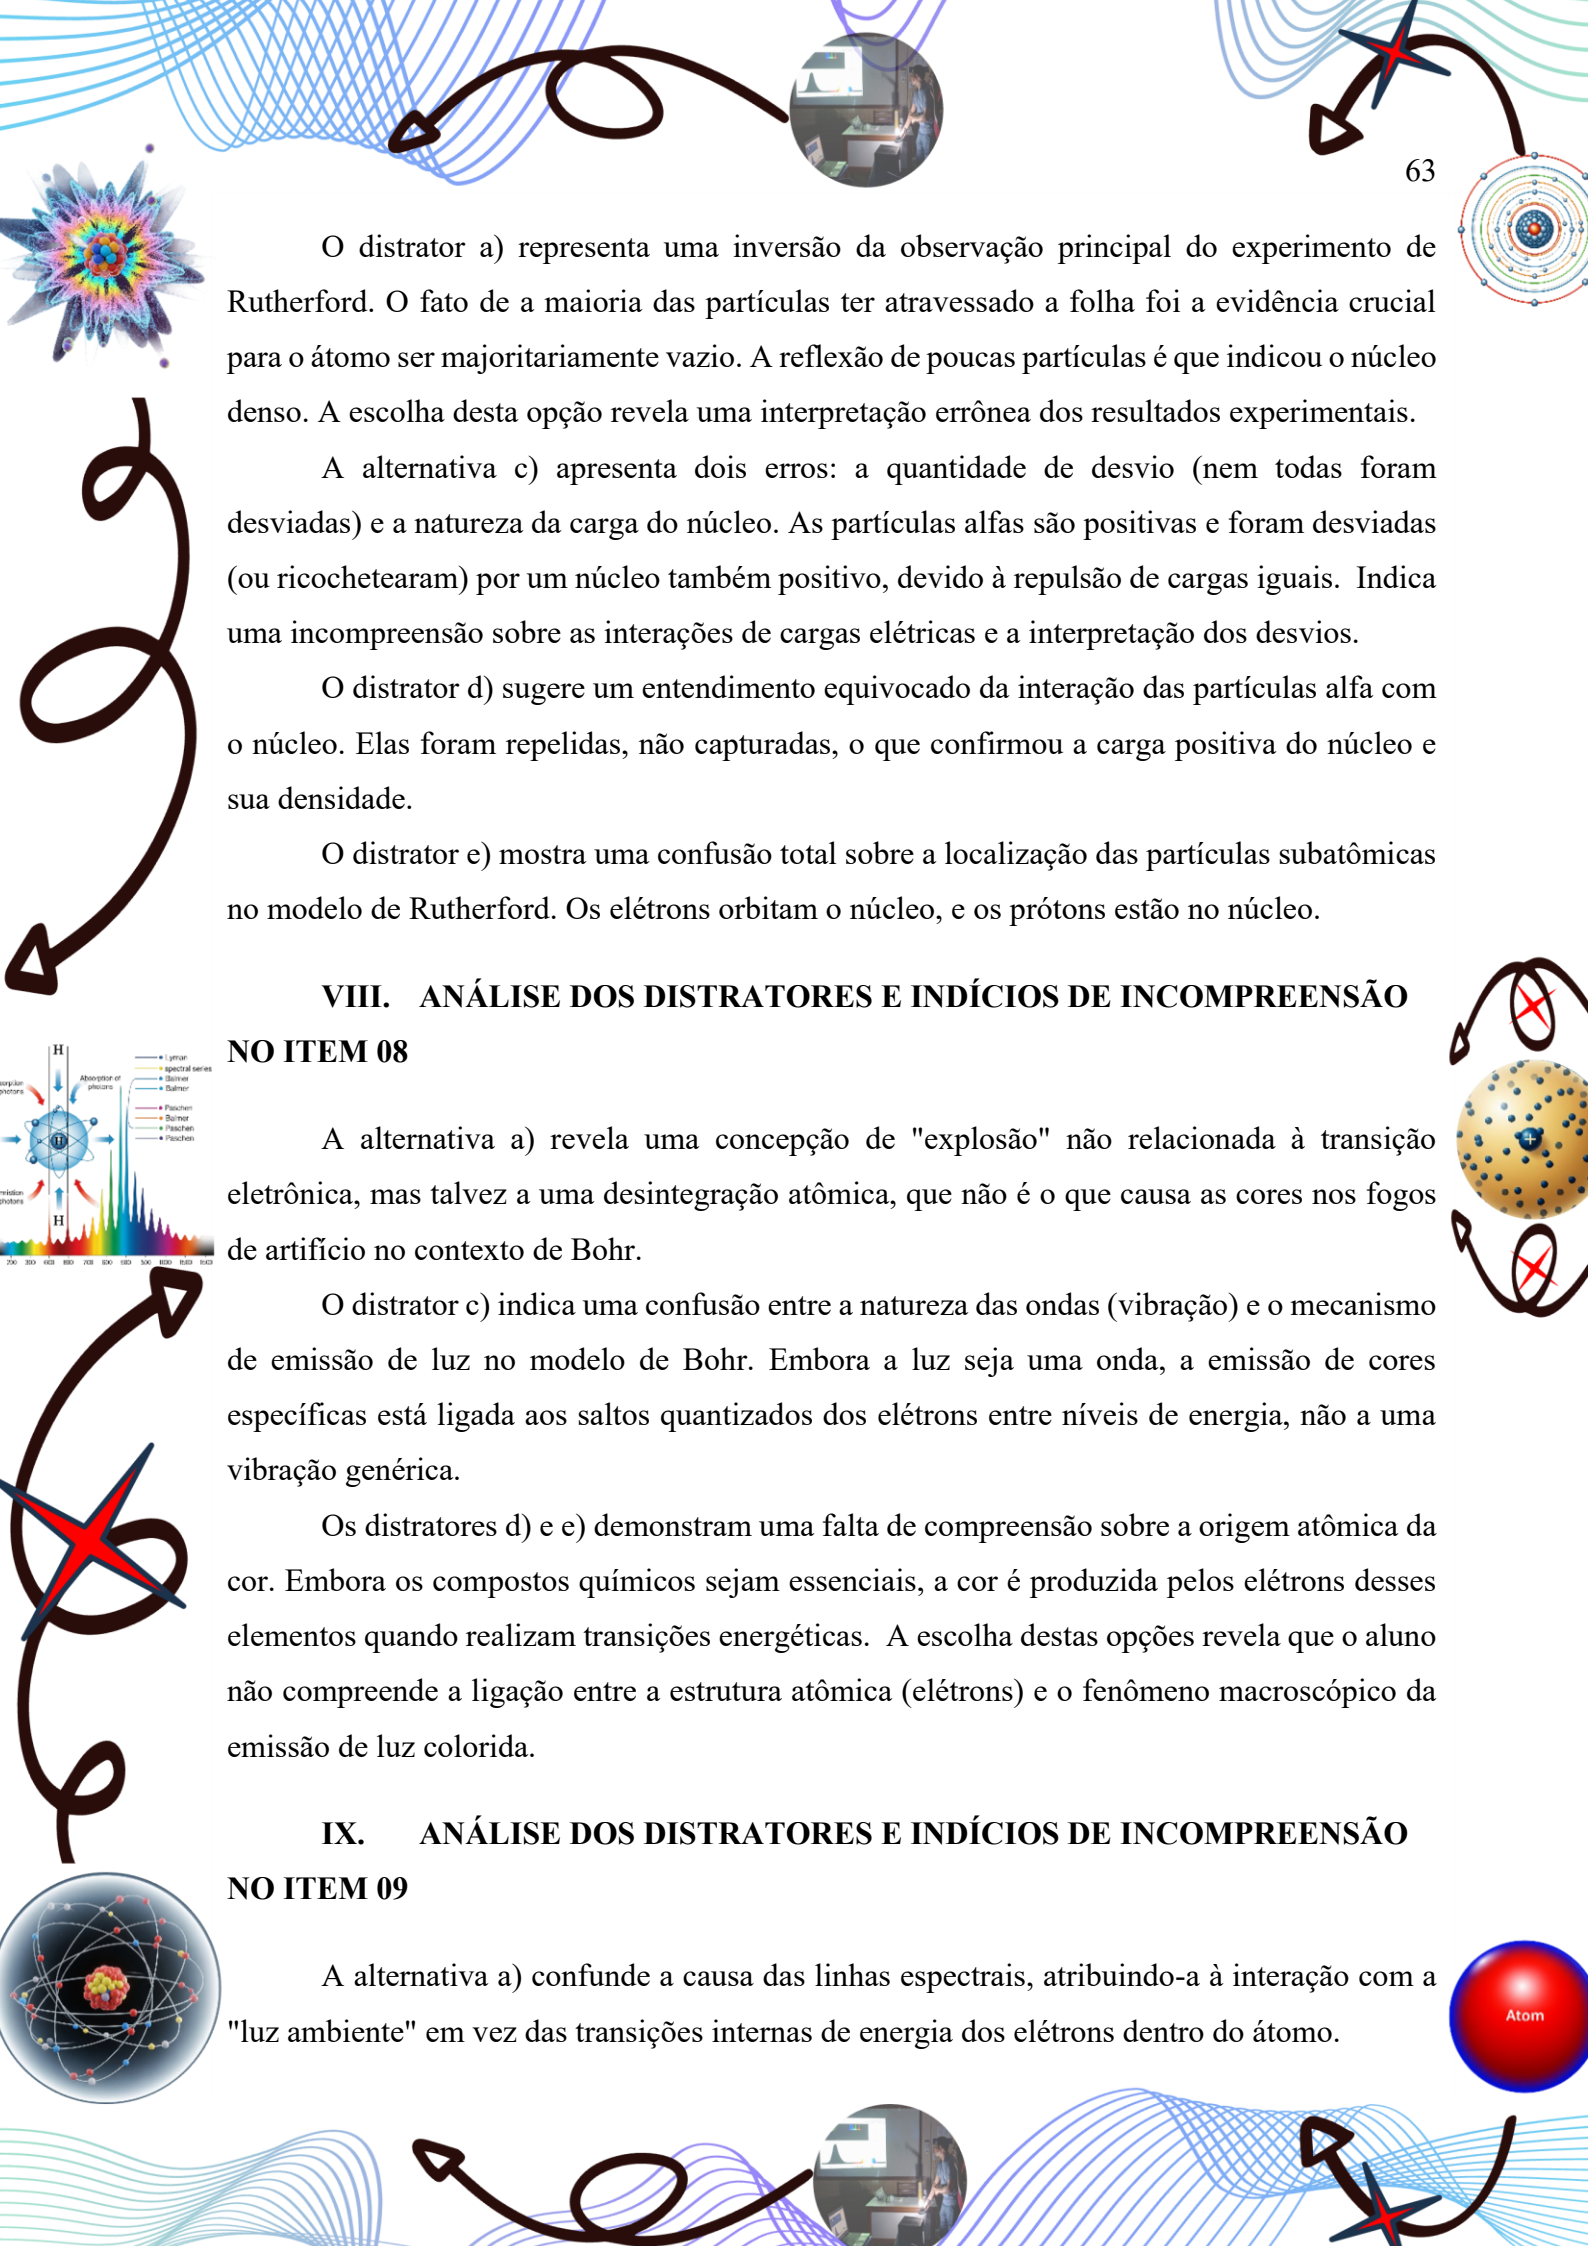 63
O distrator a) representa uma inversão da observação principal do experimento de
Rutherford. O fato de a maioria das partículas ter atravessado a folha foi a evidência crucial
para o átomo ser majoritariamente vazio. A reflexão de poucas partículas é que indicou o núcleo
denso. A escolha desta opção revela uma interpretação errônea dos resultados experimentais.
A alternativa c) apresenta dois erros: a quantidade de desvio (nem todas foram
desviadas) e a natureza da carga do núcleo. As partículas alfas são positivas e foram desviadas
(ou ricochetearam) por um núcleo também positivo, devido à repulsão de cargas iguais. Indica
uma incompreensão sobre as interações de cargas elétricas e a interpretação dos desvios.
O distrator d) sugere um entendimento equivocado da interação das partículas alfa com
o núcleo. Elas foram repelidas, não capturadas, o que confirmou a carga positiva do núcleo e
sua densidade.
O distrator e) mostra uma confusão total sobre a localização das partículas subatômicas
no modelo de Rutherford. Os elétrons orbitam o núcleo, e os prótons estão no núcleo.
VIII. ANÁLISE DOS DISTRATORES E INDÍCIOS DE INCOMPREENSÃO
NO ITEM 08
H
Lyman
spectral series
Balmer
Balmer
Paschen
Balmer
Paschen
Paschen
Absorption of
photons
H
H
A alternativa a) revela uma concepção de "explosão" não relacionada à transição
eletrônica, mas talvez a uma desintegração atômica, que não é o que causa as cores nos fogos
de artifício no contexto de Bohr.
O distrator c) indica uma confusão entre a natureza das ondas (vibração) e o mecanismo
de emissão de luz no modelo de Bohr. Embora a luz seja uma onda, a emissão de cores
específicas está ligada aos saltos quantizados dos elétrons entre níveis de energia, não a uma
vibração genérica.
Os distratores d) e e) demonstram uma falta de compreensão sobre a origem atômica da
cor. Embora os compostos químicos sejam essenciais, a cor é produzida pelos elétrons desses
elementos quando realizam transições energéticas. A escolha destas opções revela que o aluno
não compreende a ligação entre a estrutura atômica (elétrons) e o fenômeno macroscópico da
emissão de luz colorida.
IX. ANÁLISE DOS DISTRATORES E INDÍCIOS DE INCOMPREENSÃO
NO ITEM 09
A alternativa a) confunde a causa das linhas espectrais, atribuindo-a à interação com a
"luz ambiente" em vez das transições internas de energia dos elétrons dentro do átomo.
Atom